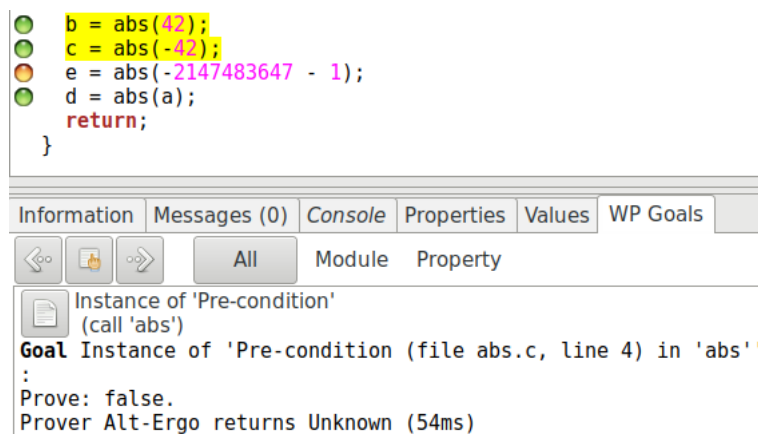 b = abs(42);
c = abs(-42);
e = abs(-2147483647 - 1);
d = abs(a);
return;
}
Information Messages (0) Console Properties Values WP Goals
All Module Property
Instance of 'Pre-condition'
(call 'abs')
Goal Instance of 'Pre-condition (file abs.c, line 4) in 'abs''
:
Prove: false.
Prover Alt-Ergo returns Unknown (54ms)